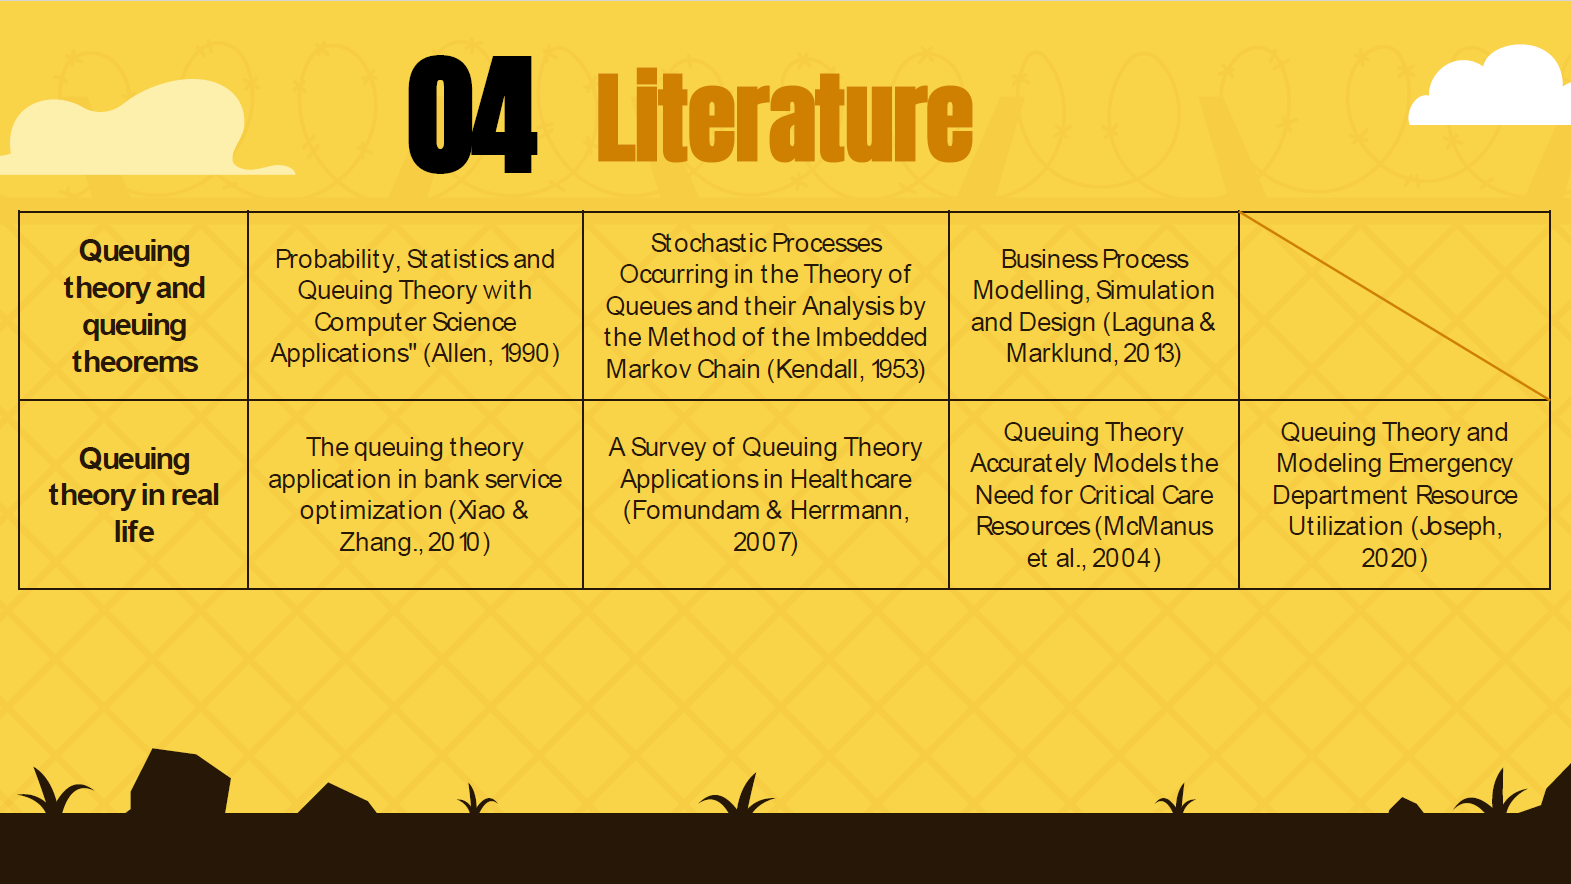 04 Literature
Queuing
theory and
queuing
theorems
Probability, Statistics and
Queuing Theory with
Computer Science
Applications" (Allen, 1990)
Stochastic Processes
Occurring in the Theory of
Queues and their Analysis by
the Method of the Imbedded
Markov Chain (Kendall, 1953)
Business Process
Modelling, Simulation
and Design (Laguna &
Marklund, 2013)
Queuing
theory in real
life
The queuing theory
application in bank service
optimization (Xiao &
Zhang., 2010)
A Survey of Queuing Theory
Applications in Healthcare
(Fomundam & Herrmann,
2007)
Queuing Theory
Accurately Models the
Need for Critical Care
Resources (McManus
et al., 2004)
Queuing Theory and
Modeling Emergency
Department Resource
Utilization (Joseph,
2020)